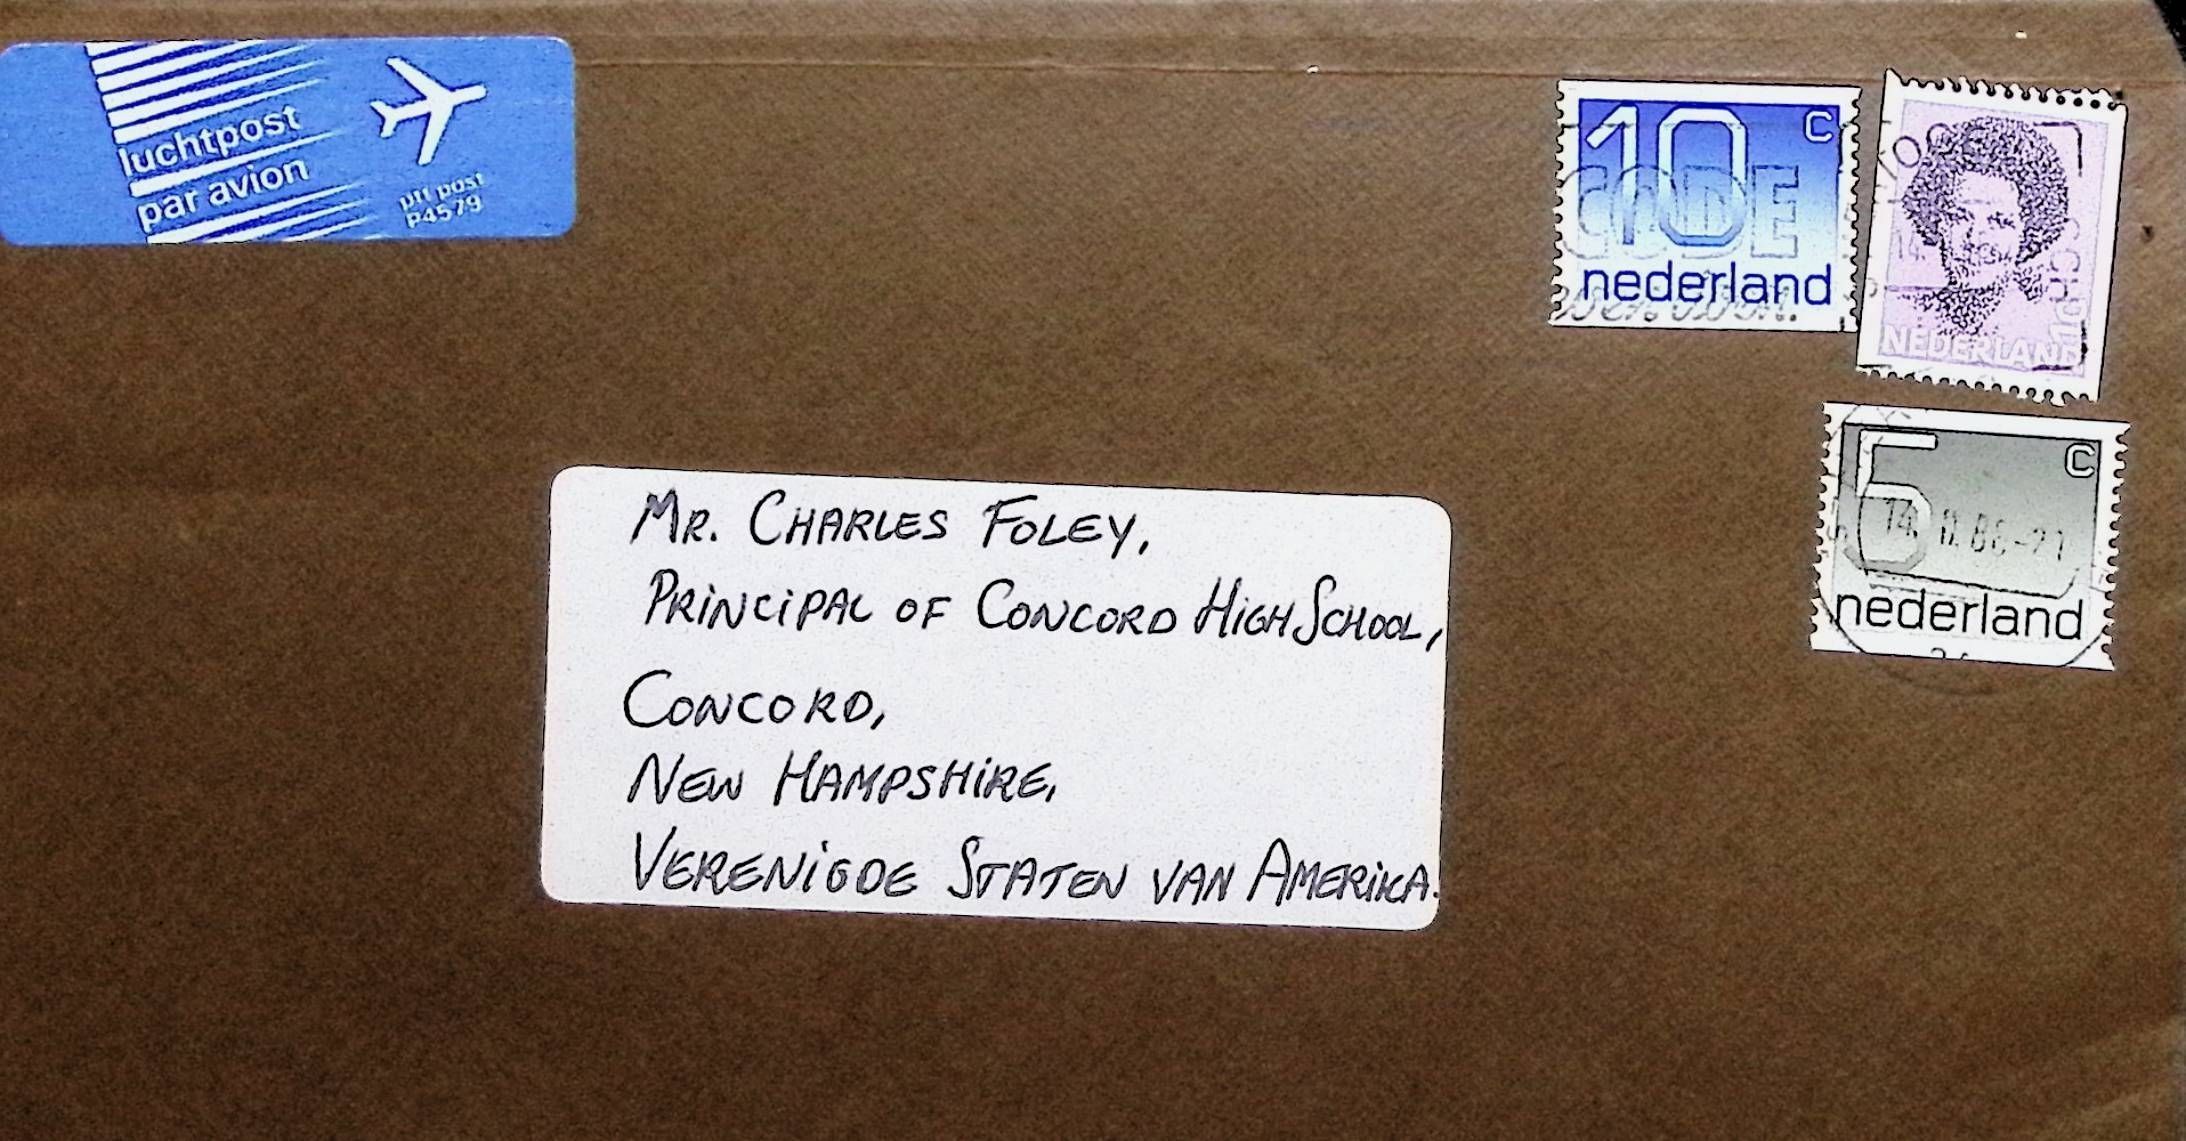 luchtpost
par avion
ptt post
P4579
10 C
CODE
nederland
NEDERLAND
5 C
nederland
Mr. CHARLES FOLEY,
PRINCIPAL OF CONCORD HIGH SCHOOL,
CONCORD,
NEW HAMPSHIRE,
VERENIGDE STATEN VAN AMERIKA.